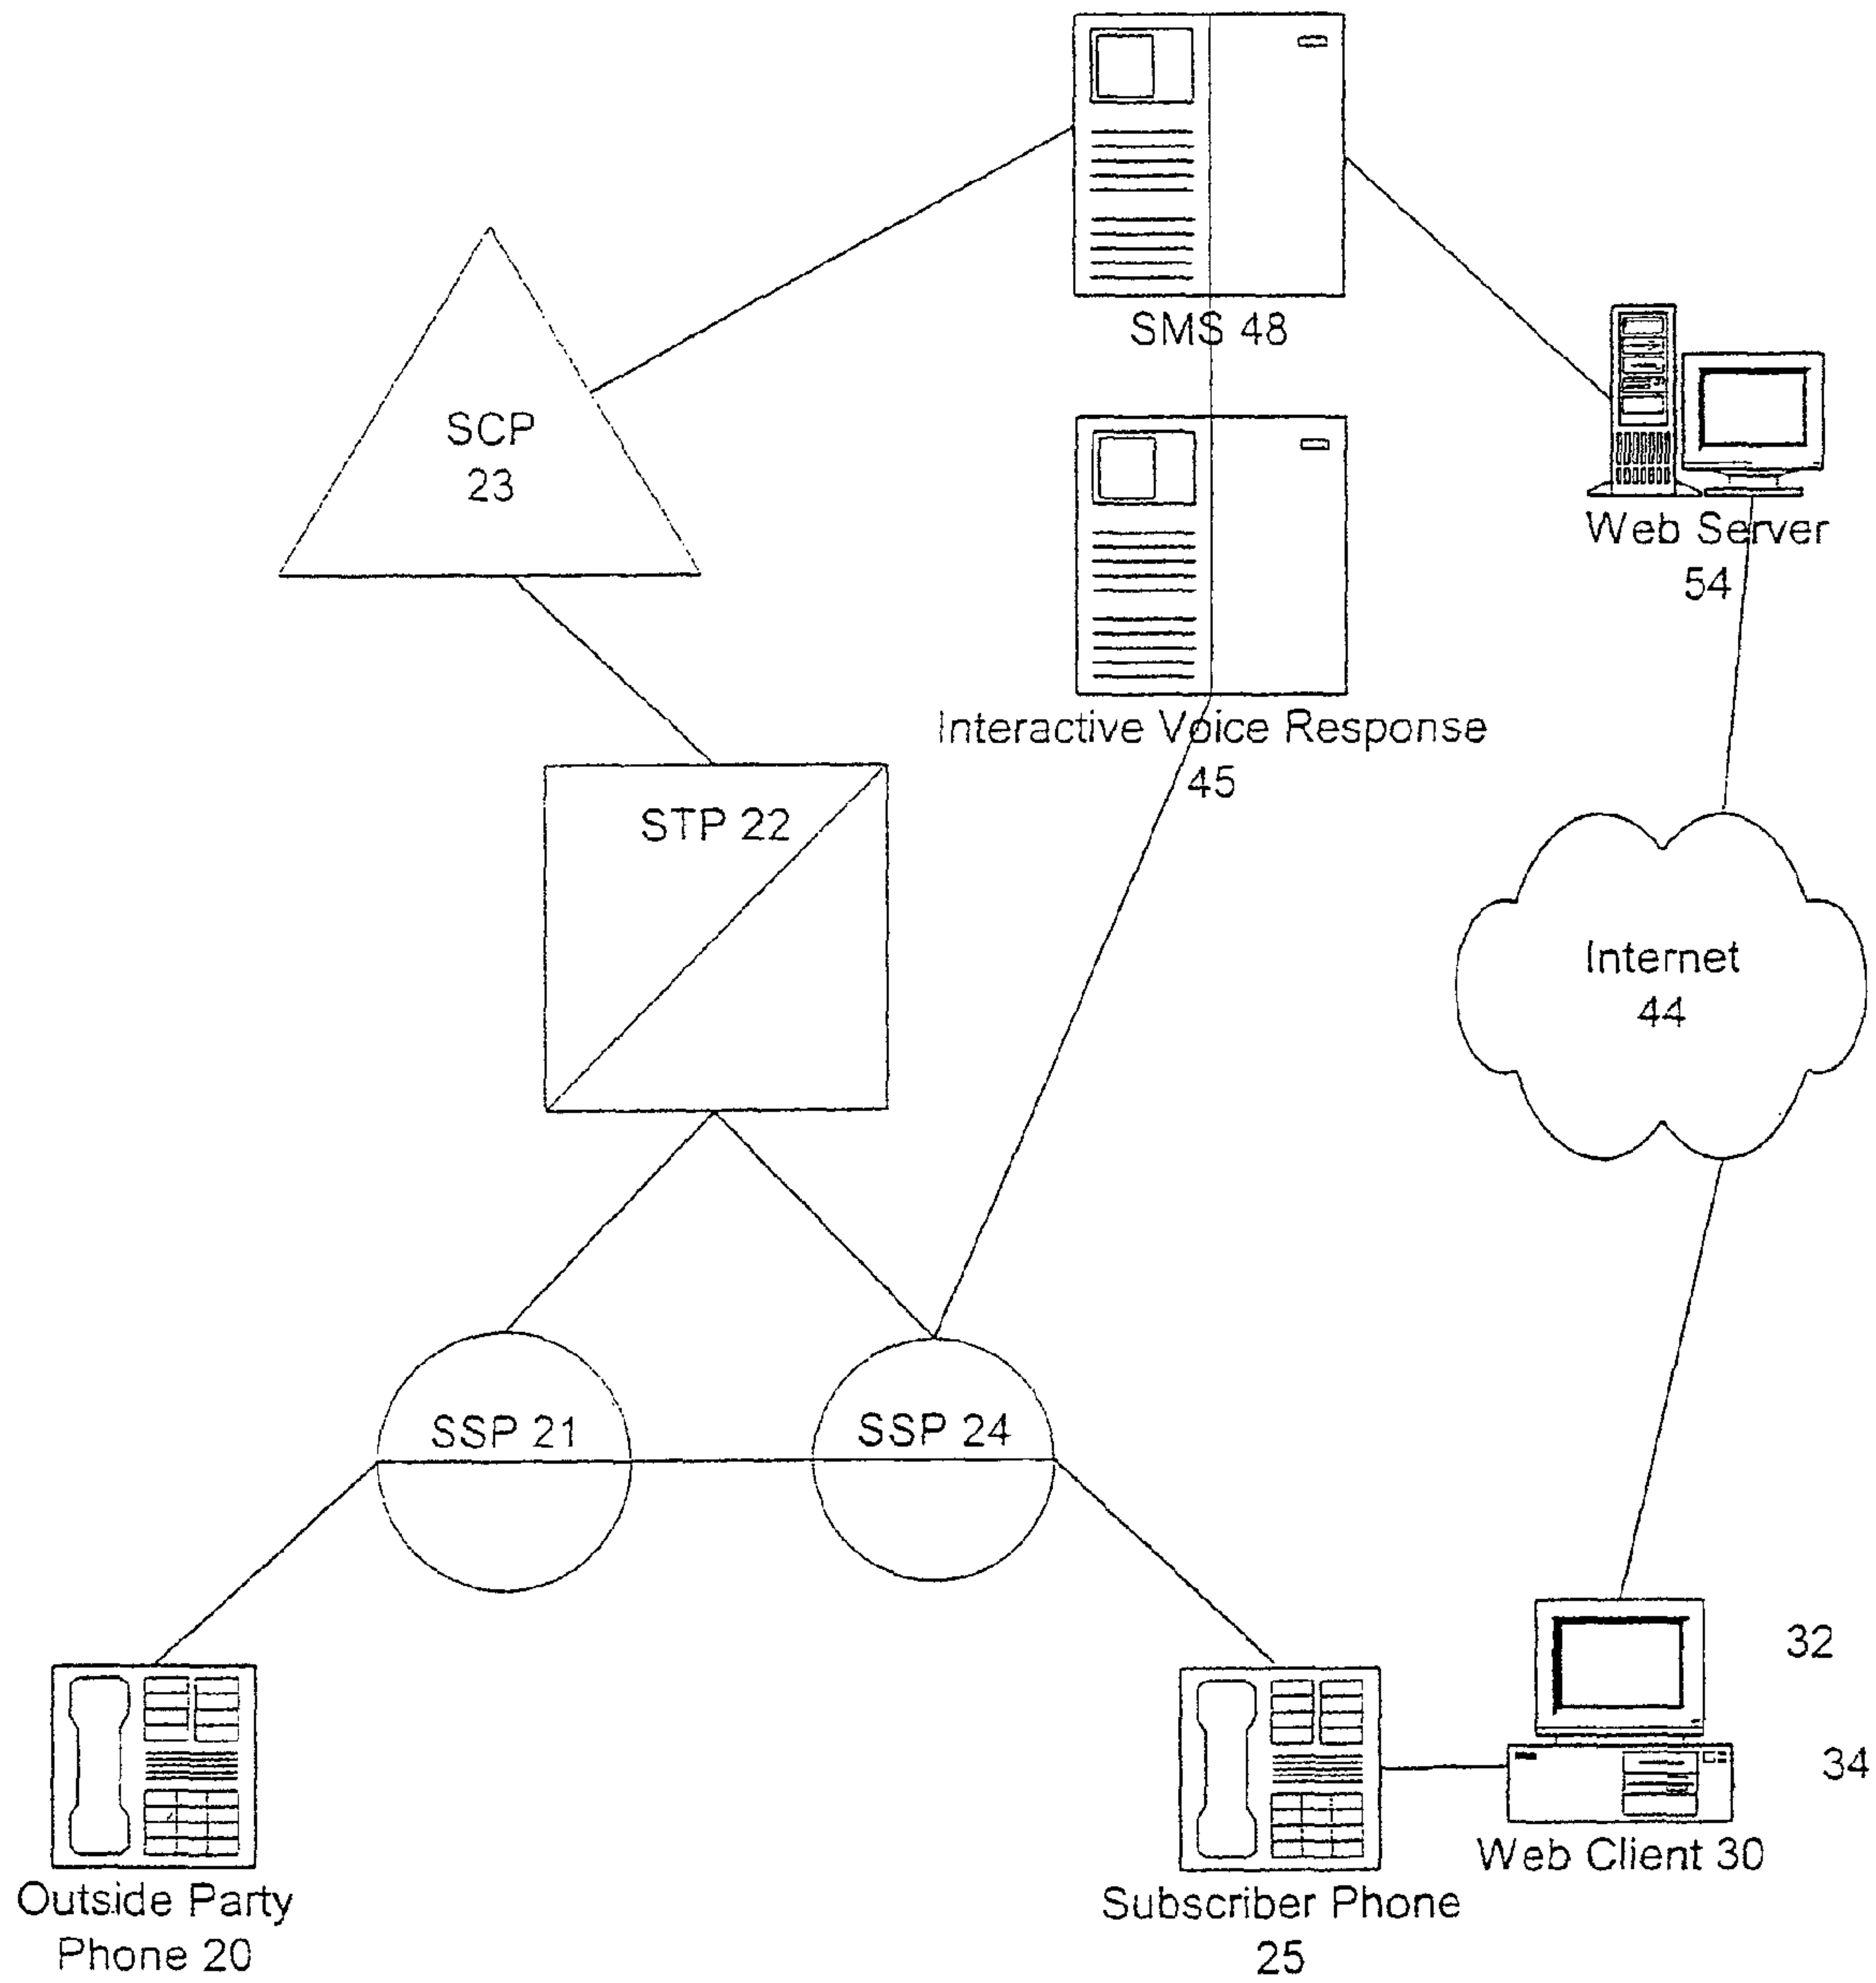 SMS 48
SCP
23
Web Server
54
Interactive Voice Response
45
STP 22
Internet
44
SSP 21
SSP 24
32
34
Web Client 30
Outside Party
Phone 20
Subscriber Phone
25